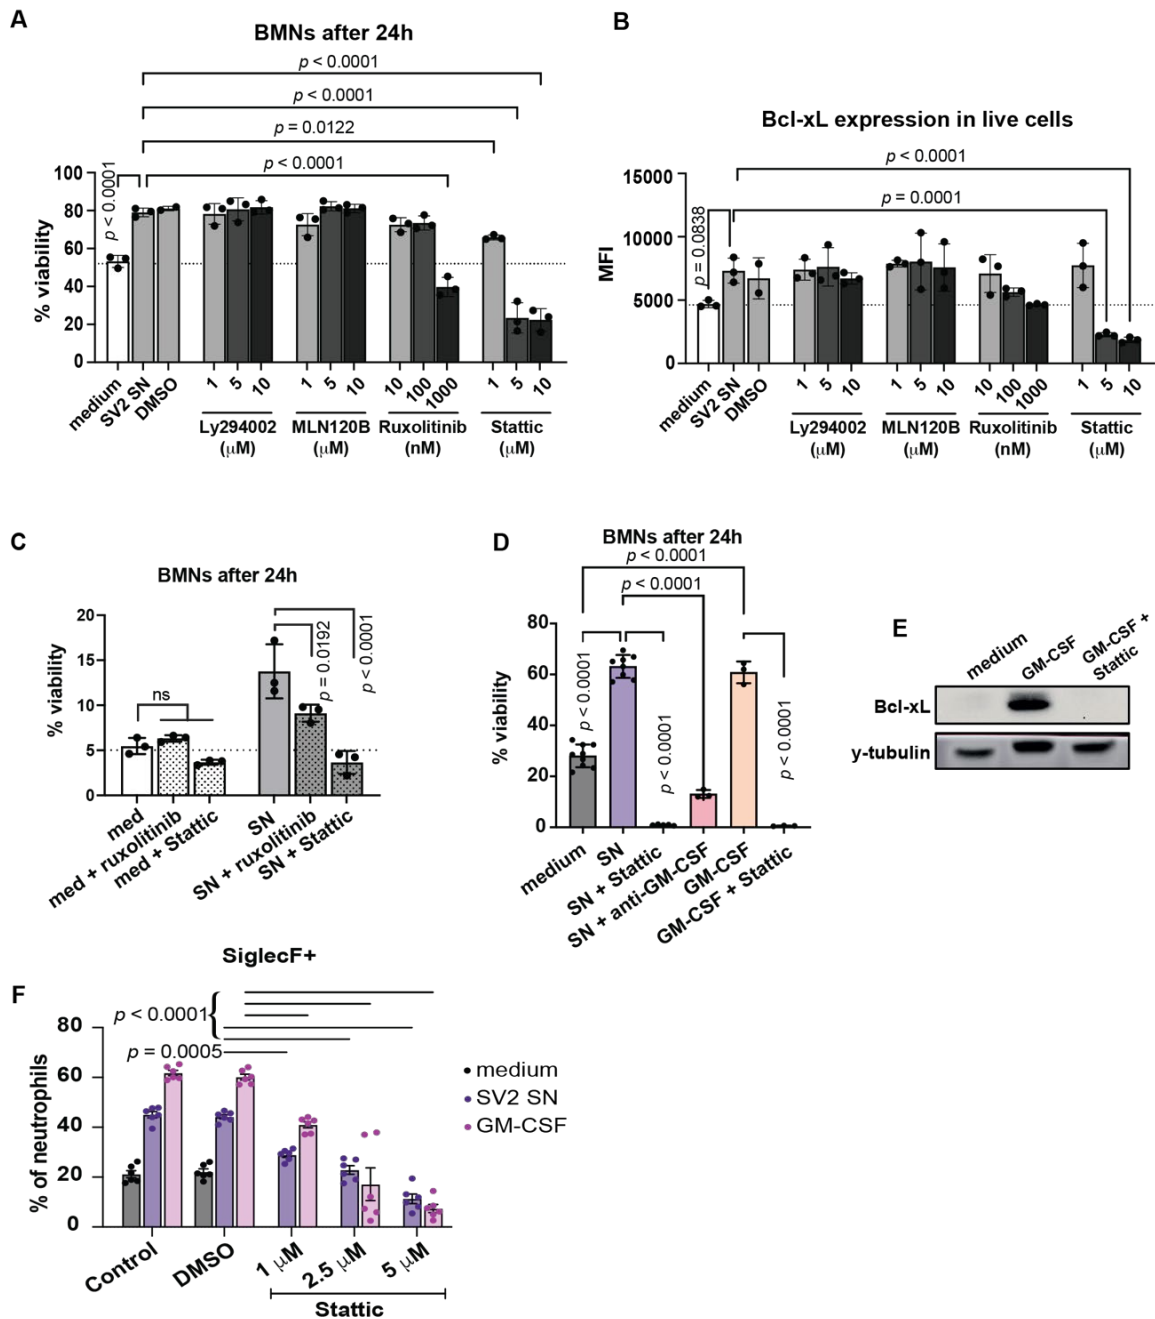 A
BMNs after 24h
p < 0.0001
p < 0.0001
p = 0.0122
p < 0.0001
p < 0.0001
% viability
100
80
60
40
20
0
medium
SV2 SN
DMSO
1 5 10
1 5 10
10 100 1000
1 5 10
Ly294002 MLN120B Ruxolitinib Stattic
(μM) (μM) (nM) (μM)
B
Bcl-xL expression in live cells
p < 0.0001
p = 0.0001
p = 0.0838
MFI
15000
10000
5000
0
medium
SV2 SN
DMSO
1 5 10
1 5 10
10 100 1000
1 5 10
Ly294002 MLN120B Ruxolitinib Stattic
(μM) (μM) (nM) (μM)
C
BMNs after 24h
% viability
20
15
10
5
0
ns
p = 0.0192
p < 0.0001
med
med + ruxolitinib
med + Stattic
SN
SN + ruxolitinib
SN + Stattic
D
BMNs after 24h
p < 0.0001
p < 0.0001
p < 0.0001
p < 0.0001
p < 0.0001
% viability
80
60
40
20
0
medium
SN
SN + Stattic
SN + anti-GM-CSF
GM-CSF
GM-CSF + Stattic
E
medium
GM-CSF
GM-CSF +
Stattic
Bcl-xL
y-tubulin
SiglecF+
F
p < 0.0001
p = 0.0005
% of neutrophils
80
60
40
20
0
medium
SV2 SN
GM-CSF
Control
DMSO
1 μM
2.5 μM
5 μM
Stattic